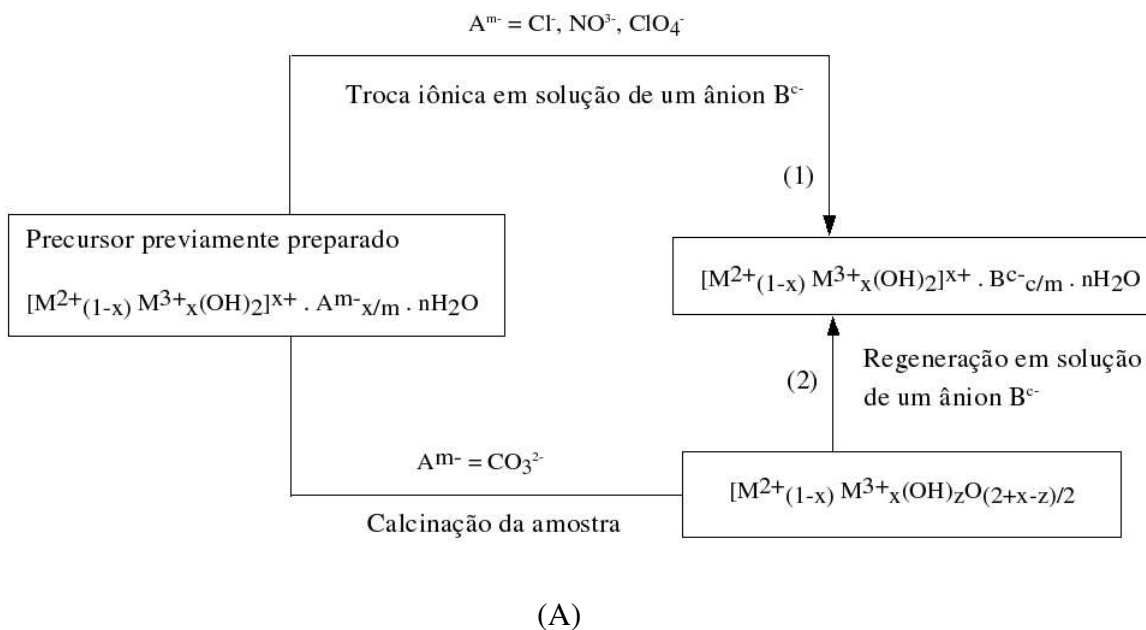 Aᵐ⁻ = Cl⁻, NO³⁻, ClO₄⁻
Troca iônica em solução de um ânion Bᶜ⁻
(1)
Precursor previamente preparado
[M²⁺₍₁₋ₓ₎ M³⁺ₓ(OH)₂]ˣ⁺ . Aᵐ⁻ₓ/ₘ . nH₂O
[M²⁺₍₁₋ₓ₎ M³⁺ₓ(OH)₂]ˣ⁺ . Bᶜ⁻c/m . nH₂O
(2)
Regeneração em solução
de um ânion Bᶜ⁻
Aᵐ⁻ = CO₃²⁻
Calcinação da amostra
[M²⁺₍₁₋ₓ₎ M³⁺ₓ(OH)zO₍₂₊ₓ₋z₎/₂
(A)